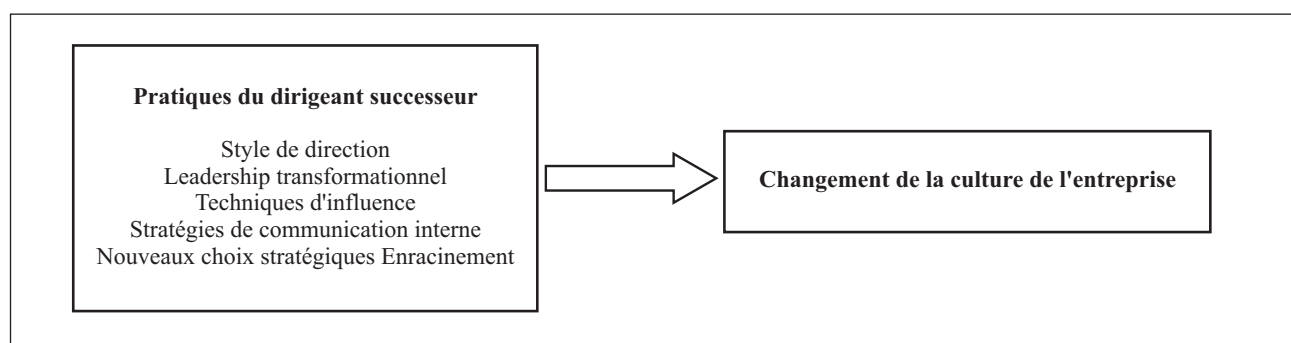 Pratiques du dirigeant successeur
Style de direction
Leadership transformationnel
Techniques d'influence
Stratégies de communication interne
Nouveaux choix stratégiques Enracinement
Changement de la culture de l'entreprise